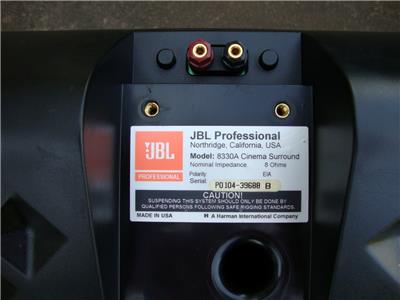 JBL
PROFESSIONAL
JBL Professional
Northridge, California, USA
Model: 8330A Cinema Surround
Nominal Impedance. 8 Ohms
Polarity EIA
Serial: P0104-39688 B
CAUTION!
SUSPENDING THIS SYSTEM SHOULD ONLY BE DONE BY
QUALIFIED PERSONS FOLLOWING SAFE RIGGING STANDARDS.
MADE IN USA H A Harman International Company